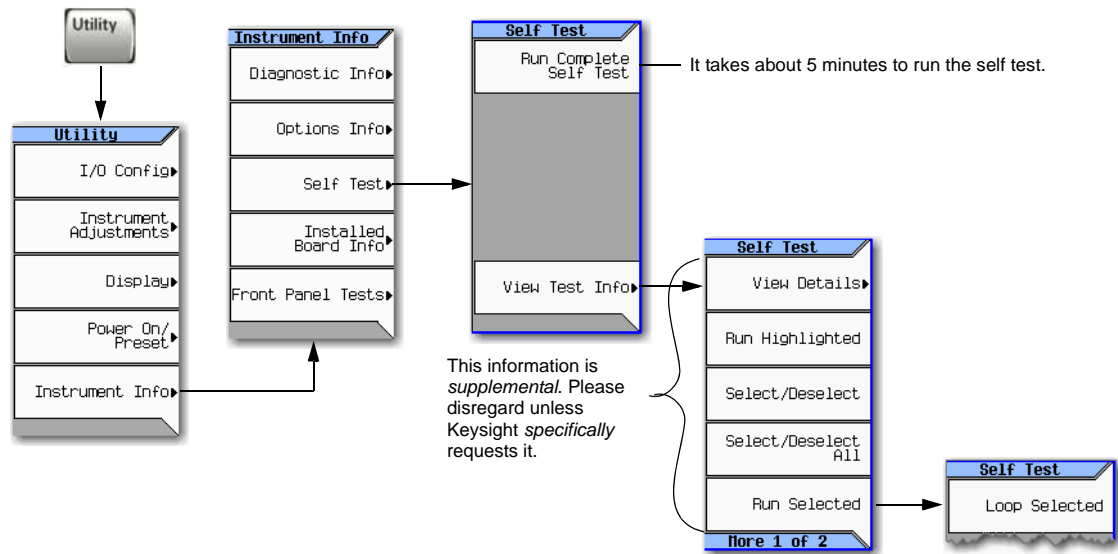 Utility
Utility
I/O Config
Instrument
Adjustments
Display
Power On/
Preset
Instrument Info
Instrument Info
Diagnostic Info
Options Info
Self Test
Installed
Board Info
Front Panel Tests
Self Test
Run Complete
Self Test
View Test Info
It takes about 5 minutes to run the self test.
This information is
supplemental. Please
disregard unless
Keysight specifically
requests it.
Self Test
View Details
Run Highlighted
Select/Deselect
Select/Deselect
All
Run Selected
More 1 of 2
Self Test
Loop Selected